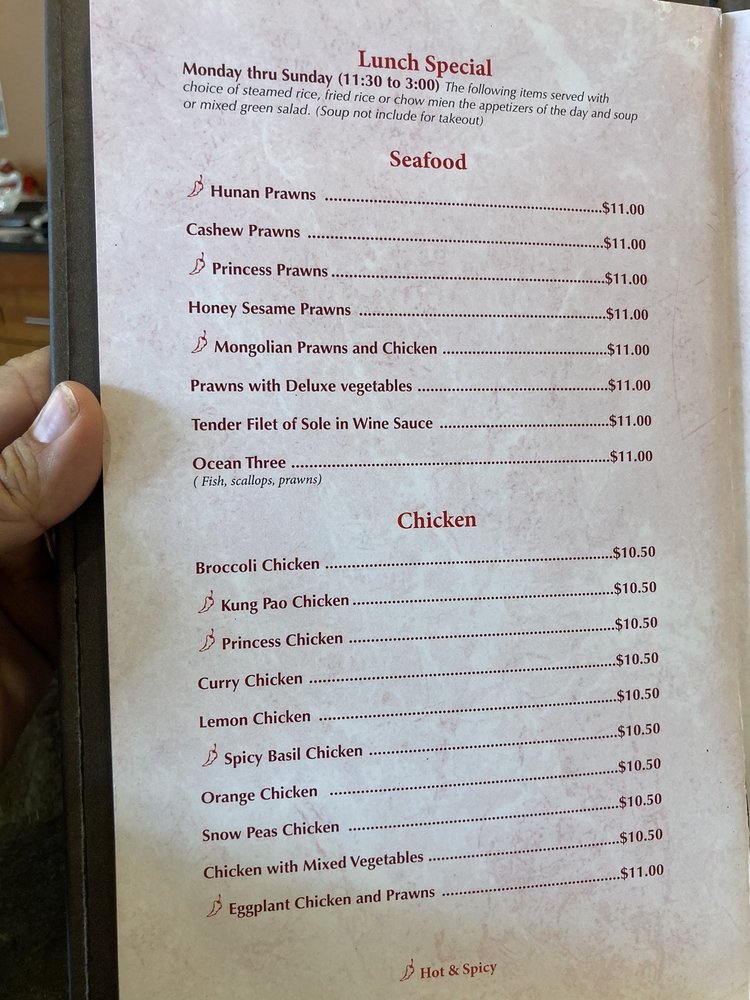 Lunch Special
Monday thru Sunday (11:30 to 3:00) The following items served with
choice of steamed rice, fried rice or chow mien the appetizers of the day and soup
or mixed green salad. (Soup not include for takeout)
Seafood
Hunan Prawns ........................................................$11.00
Cashew Prawns ........................................................$11.00
Princess Prawns........................................................$11.00
Honey Sesame Prawns ........................................................$11.00
Mongolian Prawns and Chicken ........................................................$11.00
Prawns with Deluxe vegetables ........................................................$11.00
Tender Filet of Sole in Wine Sauce ........................................................$11.00
Ocean Three ........................................................$11.00
( Fish, scallops, prawns)
Chicken
Broccoli Chicken ........................................................$10.50
Kung Pao Chicken........................................................$10.50
Princess Chicken ........................................................$10.50
Curry Chicken ........................................................$10.50
Lemon Chicken ........................................................$10.50
Spicy Basil Chicken ........................................................$10.50
Orange Chicken ........................................................$10.50
Snow Peas Chicken ........................................................$10.50
Chicken with Mixed Vegetables ........................................................$10.50
Eggplant Chicken and Prawns ........................................................$11.00
Hot & Spicy